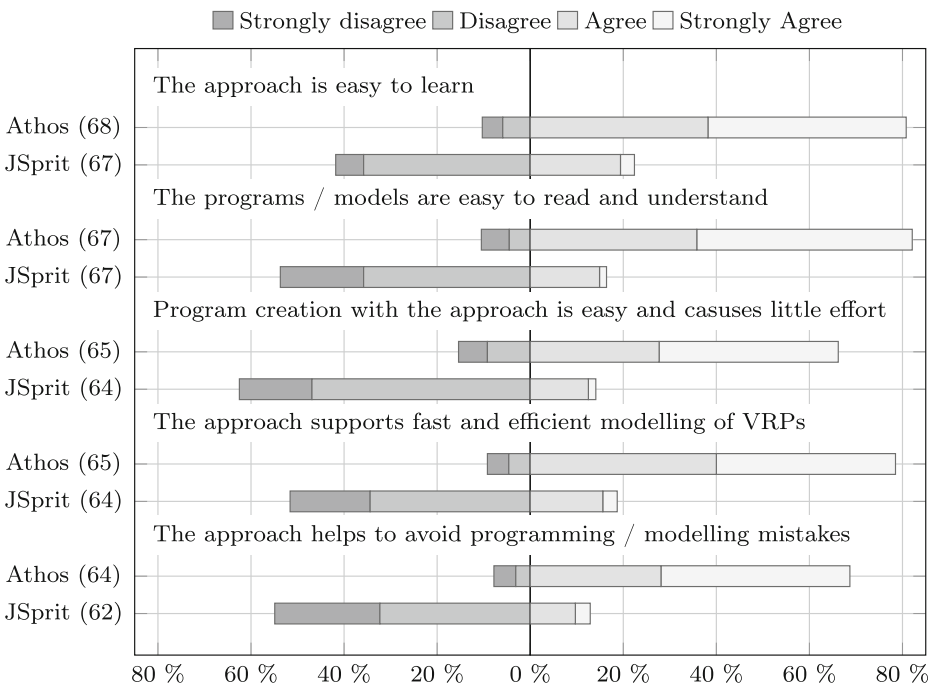 Strongly disagree Disagree Agree Strongly Agree
The approach is easy to learn
Athos (68)
JSprit (67)
The programs / models are easy to read and understand
Athos (67)
JSprit (67)
Program creation with the approach is easy and casuses little effort
Athos (65)
JSprit (64)
The approach supports fast and efficient modelling of VRPs
Athos (65)
JSprit (64)
The approach helps to avoid programming / modelling mistakes
Athos (64)
JSprit (62)
80 % 60 % 40 % 20 % 0 % 20 % 40 % 60 % 80 %